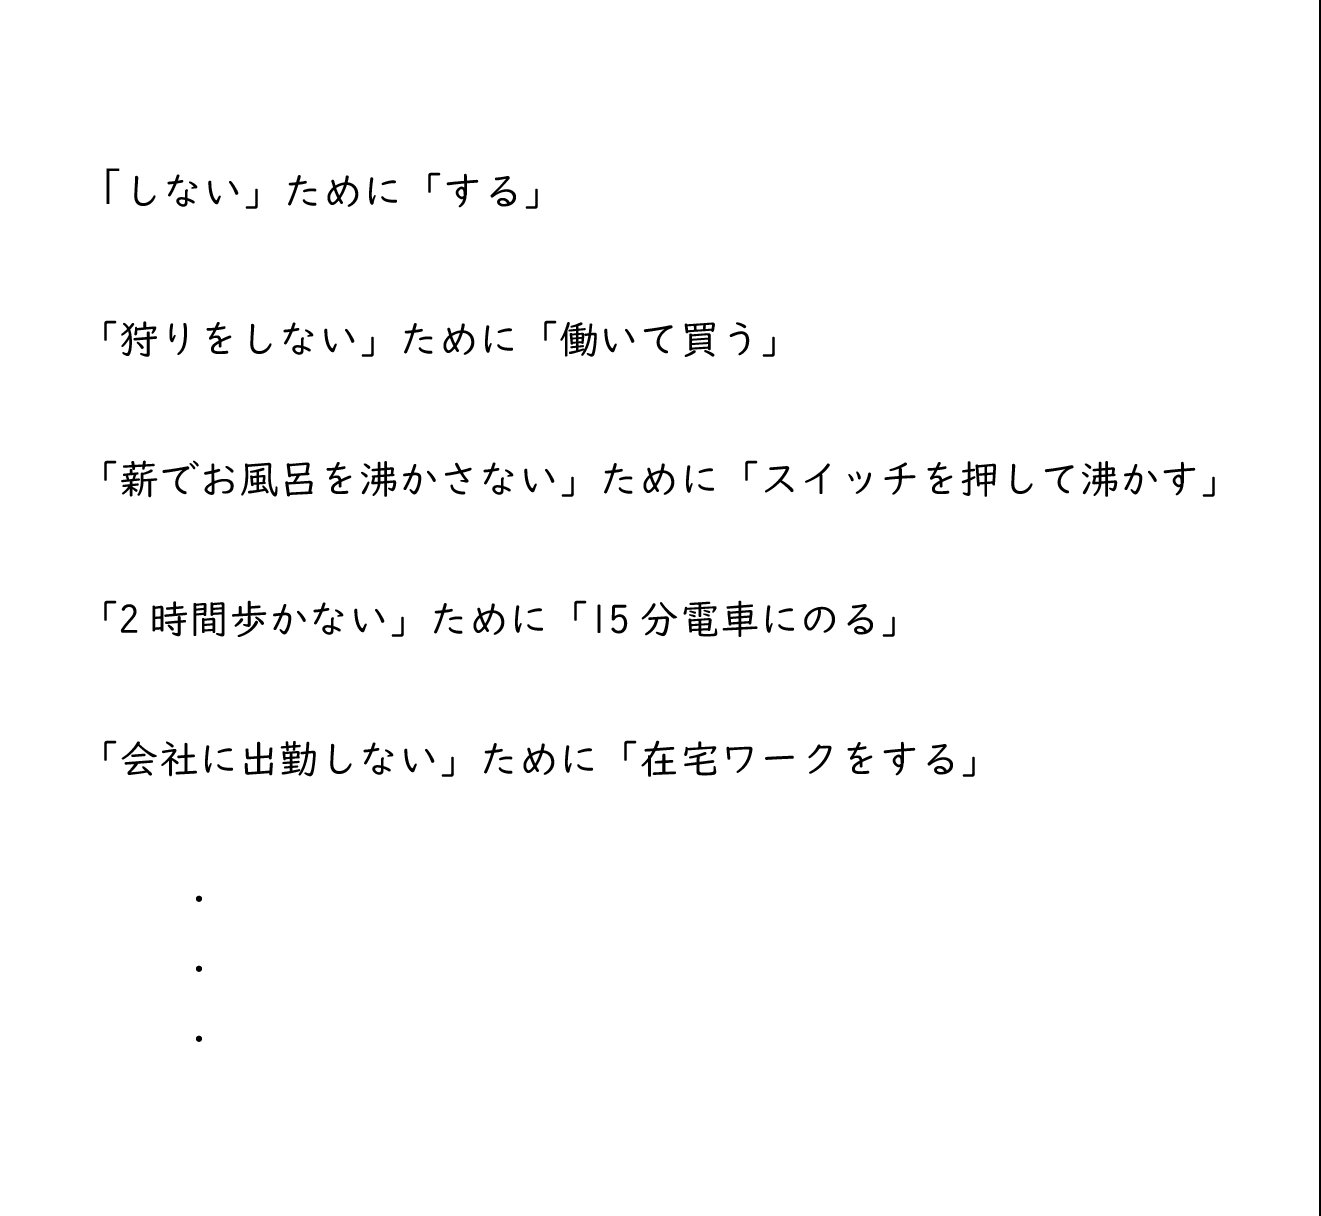 「しない」ために「する」
「狩りをしない」ために「働いて買う」
「薪でお風呂を沸かさない」ために「スイッチを押して沸かす」
「2時間歩かない」ために「15分電車にのる」
「会社に出勤しない」ために「在宅ワークをする」
・
・
・